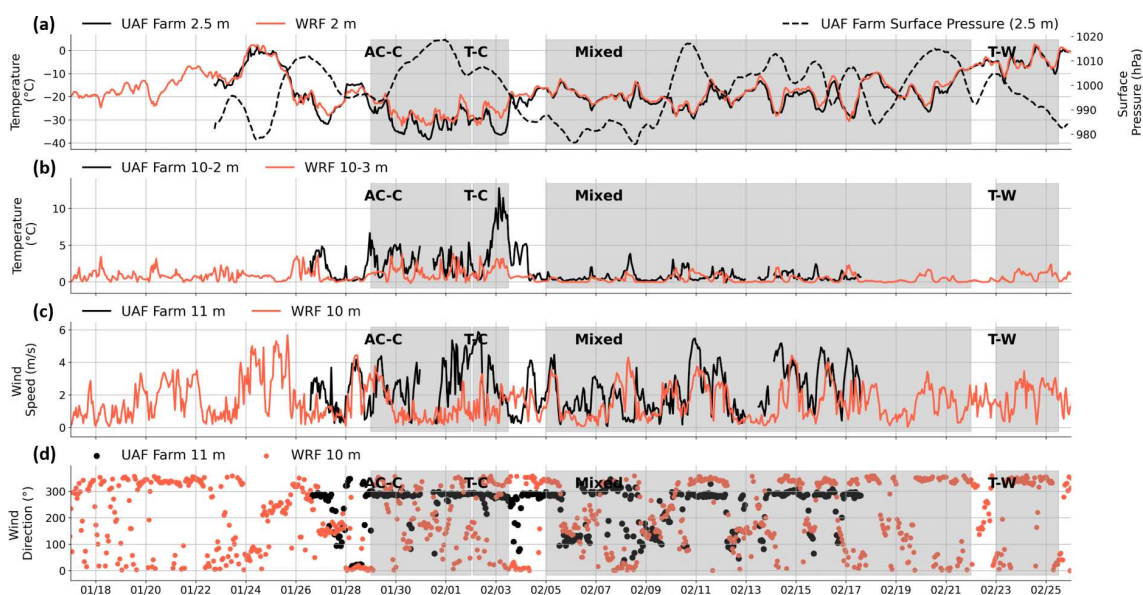 (a) UAF Farm 2.5 m WRF 2 m UAF Farm Surface Pressure (2.5 m)
Temperature (°C)
0
−10
−20
−30
−40
AC-C T-C Mixed T-W
1020
1010
1000
990
980
Surface Pressure (hPa)
(b) UAF Farm 10-2 m WRF 10-3 m
Temperature (°C)
10
5
0
AC-C T-C Mixed T-W
(c) UAF Farm 11 m WRF 10 m
Wind Speed (m/s)
6
4
2
0
AC-C T-C Mixed T-W
(d) UAF Farm 11 m WRF 10 m
Wind Direction (°)
300
200
100
0
AC-C T-C Mixed T-W
01/18 01/20 01/22 01/24 01/26 01/28 01/30 02/01 02/03 02/05 02/07 02/09 02/11 02/13 02/15 02/17 02/19 02/21 02/23 02/25